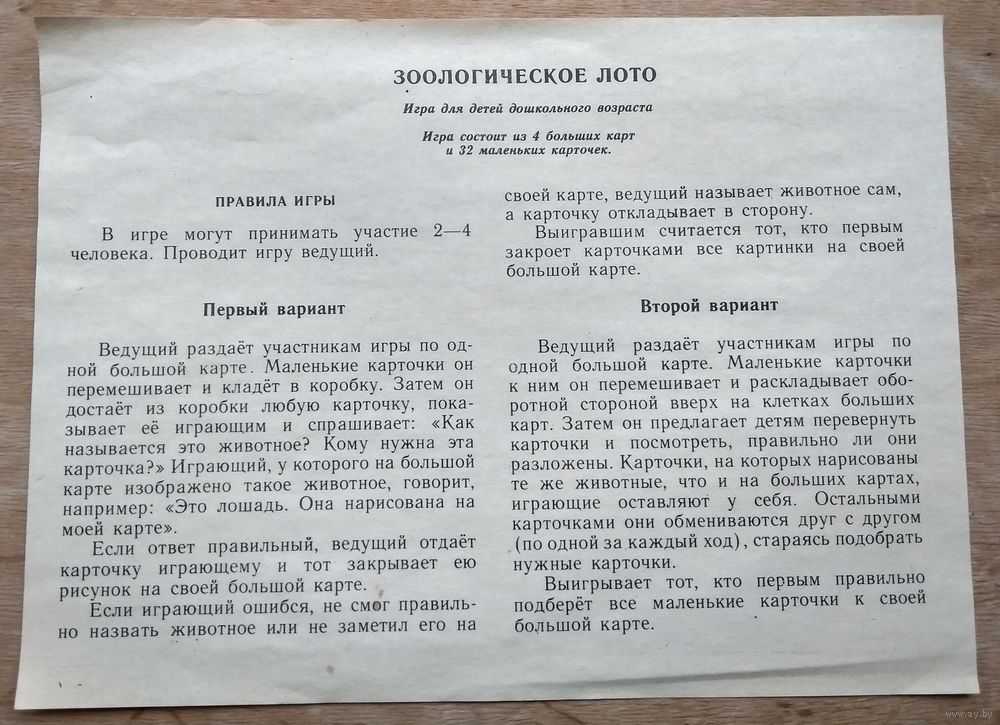 ЗООЛОГИЧЕСКОЕ ЛОТО
Игра для детей дошкольного возраста
Игра состоит из 4 больших карт
и 32 маленьких карточек.
ПРАВИЛА ИГРЫ
В игре могут принимать участие 2—4
человека. Проводит игру ведущий.
Первый вариант
Ведущий раздаёт участникам игры по од-
ной большой карте. Маленькие карточки он
перемешивает и кладёт в коробку. Затем он
достаёт из коробки любую карточку, пока-
зывает её играющим и спрашивает: «Как
называется это животное? Кому нужна эта
карточка?» Играющий, у которого на большой
карте изображено такое животное, говорит,
например: «Это лошадь. Она нарисована на
моей карте».
Если ответ правильный, ведущий отдаёт
карточку играющему и тот закрывает ею
рисунок на своей большой карте.
Если играющий ошибся, не смог правиль-
но назвать животное или не заметил его на
своей карте, ведущий называет животное сам,
а карточку откладывает в сторону.
Выигравшим считается тот, кто первым
закроет карточками все картинки на своей
большой карте.
Второй вариант
Ведущий раздаёт участникам игры по
одной большой карте. Маленькие карточки
к ним он перемешивает и раскладывает обо-
ротной стороной вверх на клетках больших
карт. Затем он предлагает детям перевернуть
карточки и посмотреть, правильно ли они
разложены. Карточки, на которых нарисованы
те же животные, что и на больших картах,
играющие оставляют у себя. Остальными
карточками они обмениваются друг с другом
(по одной за каждый ход), стараясь подобрать
нужные карточки.
Выигрывает тот, кто первым правильно
подберёт все маленькие карточки к своей
большой карте.
www.ay.by